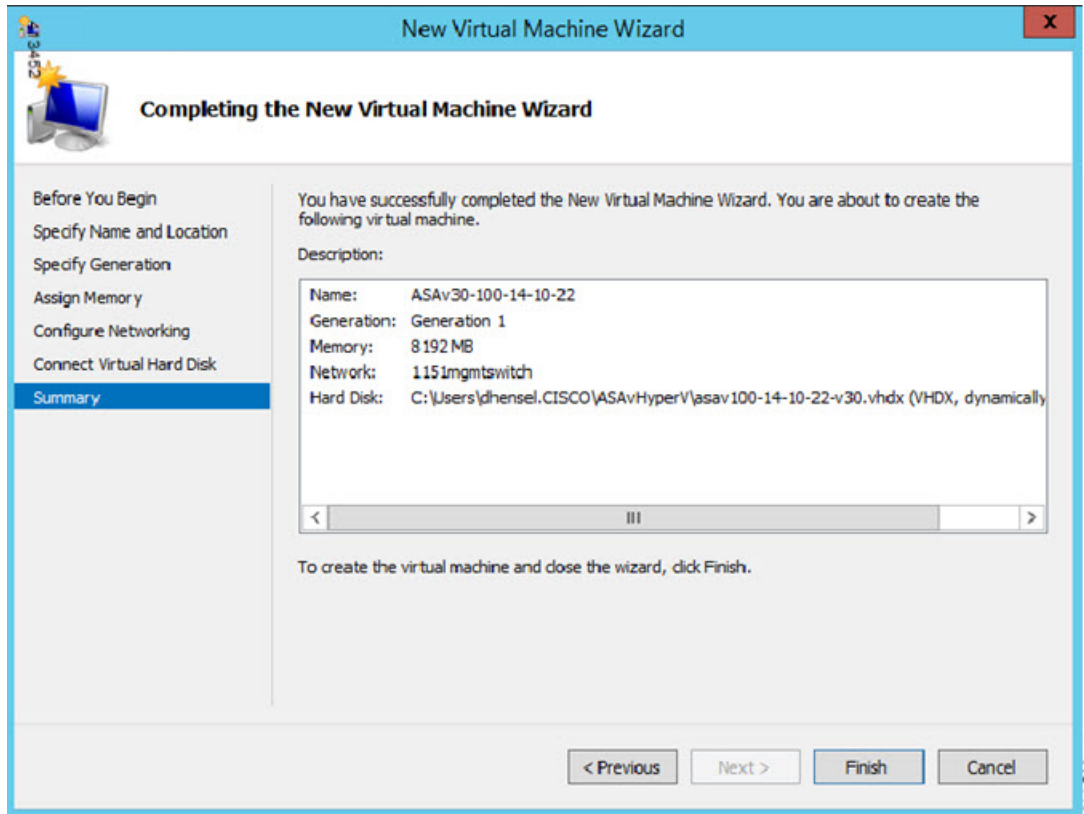 New Virtual Machine Wizard
X
413452
Completing the New Virtual Machine Wizard
Before You Begin
Specify Name and Location
Specify Generation
Assign Memory
Configure Networking
Connect Virtual Hard Disk
Summary
You have successfully completed the New Virtual Machine Wizard. You are about to create the
following virtual machine.
Description:
Name: ASAv30-100-14-10-22
Generation: Generation 1
Memory: 8192 MB
Network: 1151mgmtswitch
Hard Disk: C:\Users\dhensel.CISCO\ASAvHyperV\asav100-14-10-22-v30.vhdx (VHDX, dynamically
To create the virtual machine and close the wizard, click Finish.
< Previous
Next >
Finish
Cancel